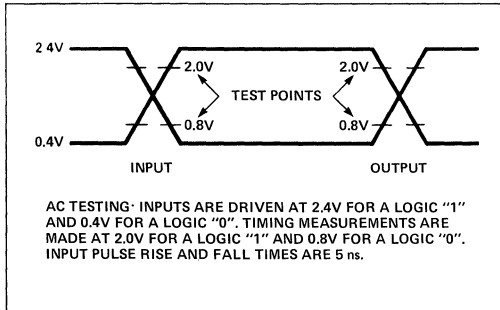 2 4V
2.0V
2.0V
TEST POINTS
0.8V
0.8V
0.4V
INPUT
OUTPUT
AC TESTING· INPUTS ARE DRIVEN AT 2.4V FOR A LOGIC "1"
AND 0.4V FOR A LOGIC "0". TIMING MEASUREMENTS ARE
MADE AT 2.0V FOR A LOGIC "1" AND 0.8V FOR A LOGIC "0".
INPUT PULSE RISE AND FALL TIMES ARE 5 ns.